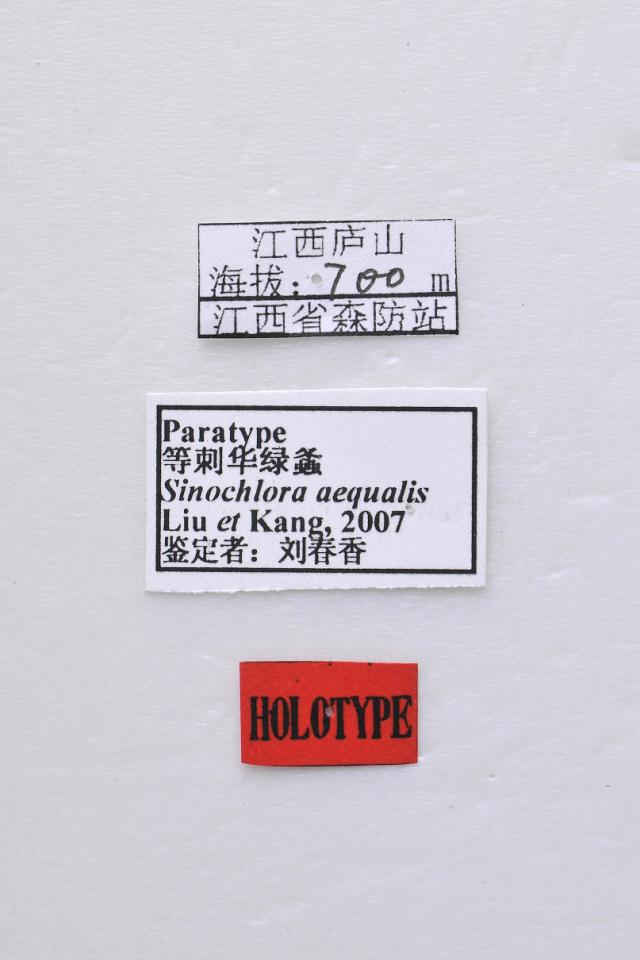 江西庐山
海拔：700 m
江西省森防站
Paratype
等刺华绿螽
Sinochlora aequalis
Liu et Kang, 2007
鉴定者：刘春香
HOLOTYPE